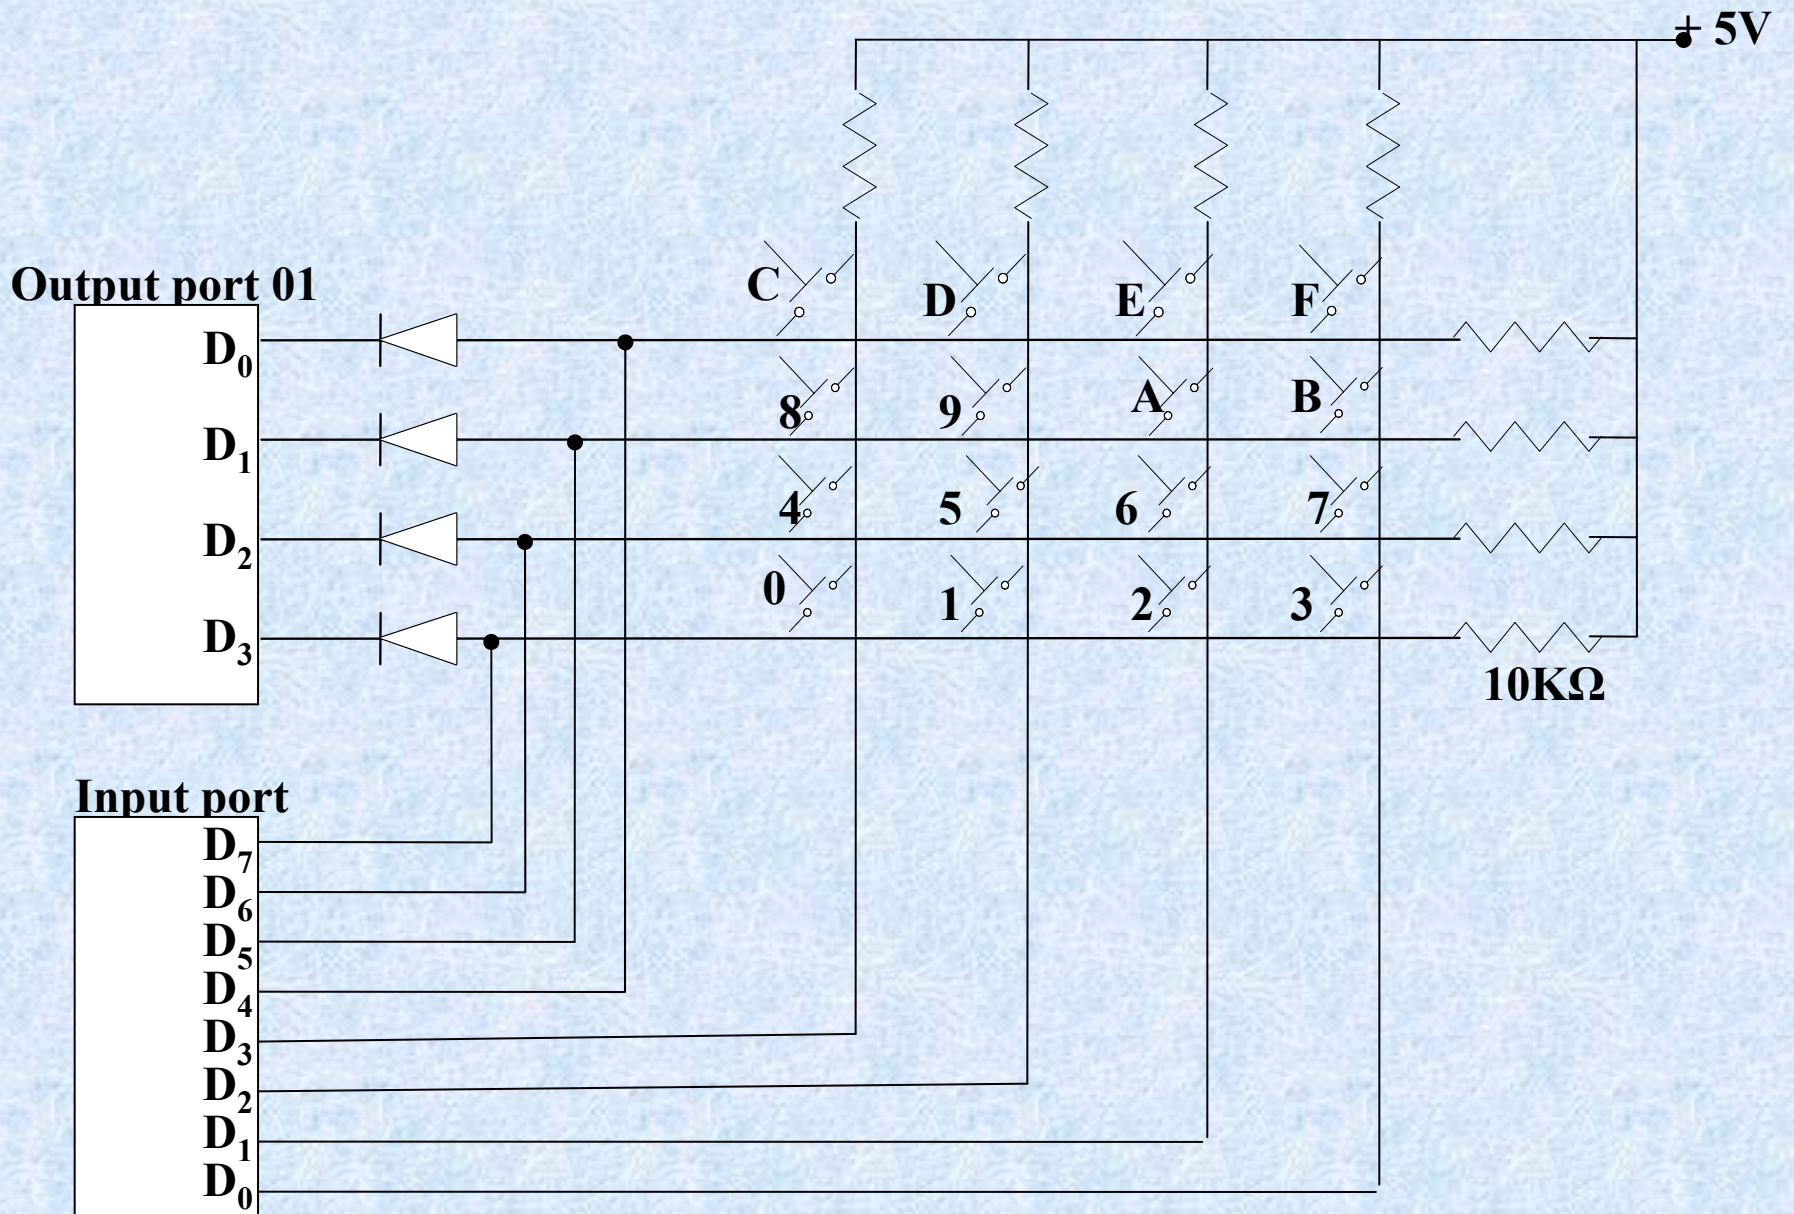 + 5V
Output port 01
C D E F
D₀
8 9 A B
D₁
4 5 6 7
D₂
0 1 2 3
D₃
10KΩ
Input port
D₇
D₆
D₅
D₄
D₃
D₂
D₁
D₀